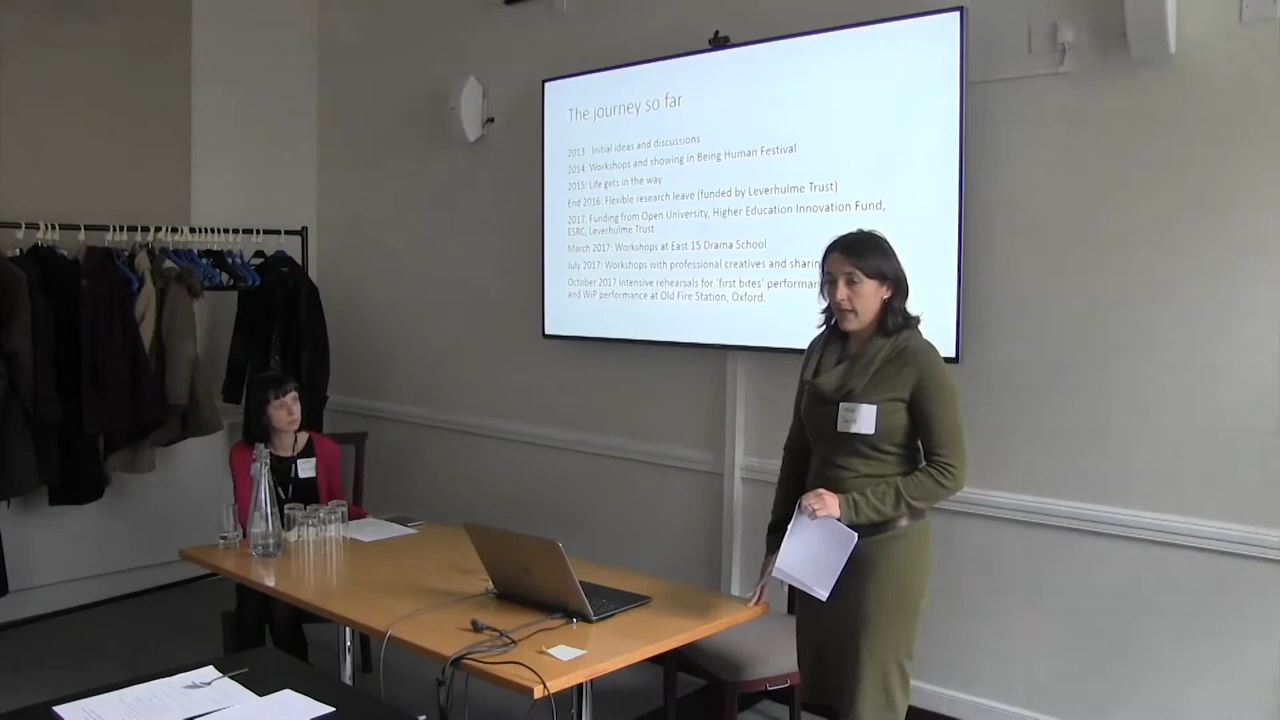 The journey so far
2013: Initial ideas and discussions
2014: Workshops and showing in Being Human Festival
2015: Life gets in the way
End 2016: Flexible research leave (funded by Leverhulme Trust)
2017: Funding from Open University, Higher Education Innovation Fund,
ESRC, Leverhulme Trust
March 2017: Workshops at East 15 Drama School
July 2017: Workshops with professional creatives and sharin
October 2017 Intensive rehearsals for 'first bites' performan
and WiP performance at Old Fire Station, Oxford.